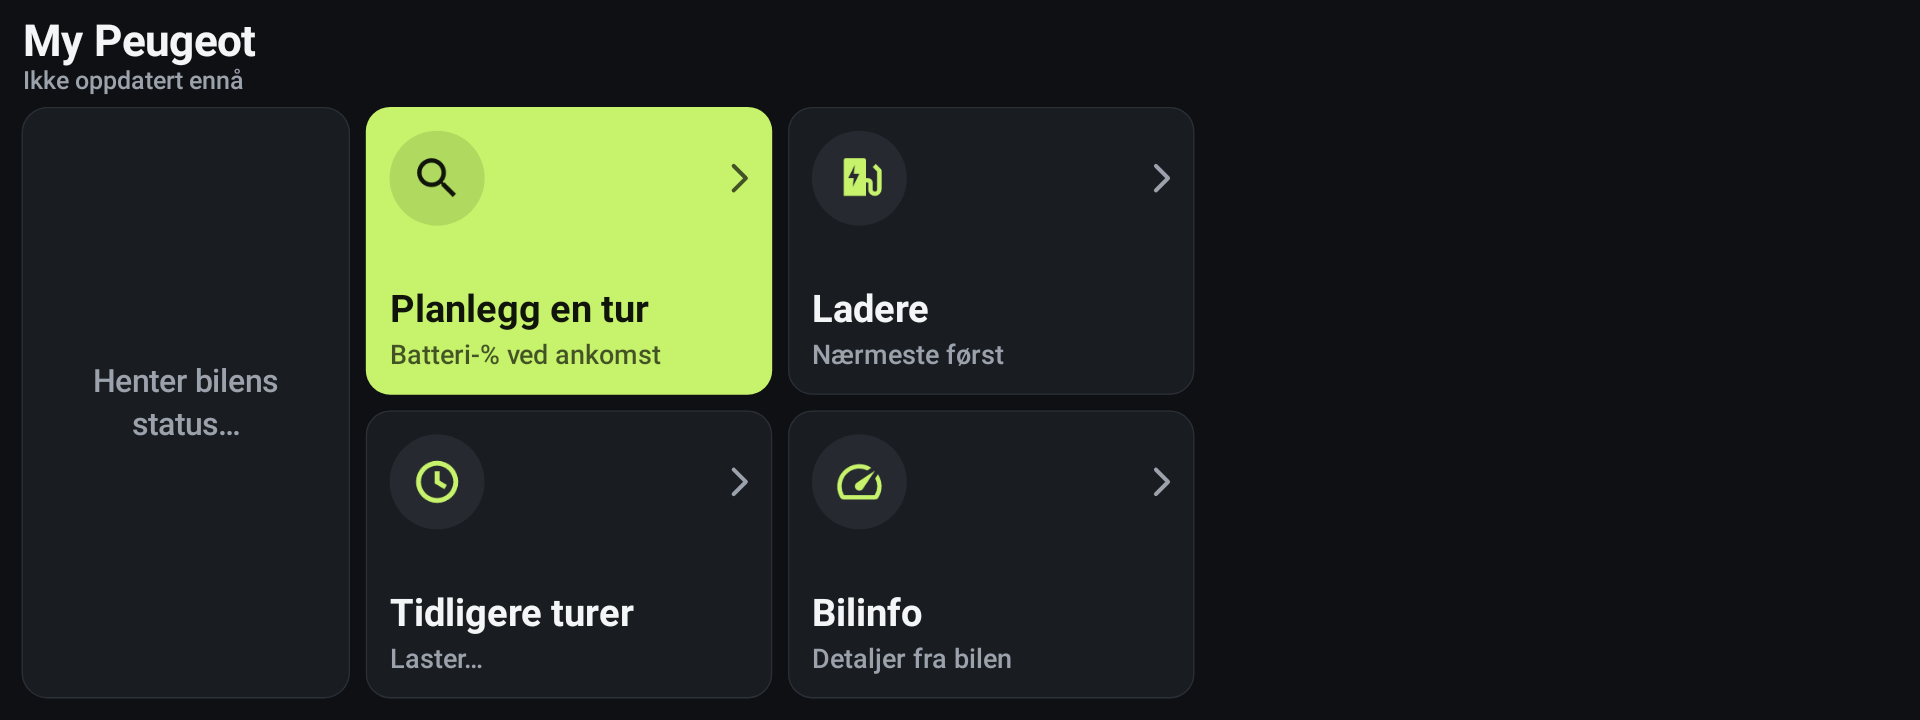 My Peugeot
Ikke oppdatert ennå
Henter bilens
status...
Planlegg en tur
Batteri-% ved ankomst
Ladere
Nærmeste først
Tidligere turer
Laster...
Bilinfo
Detaljer fra bilen